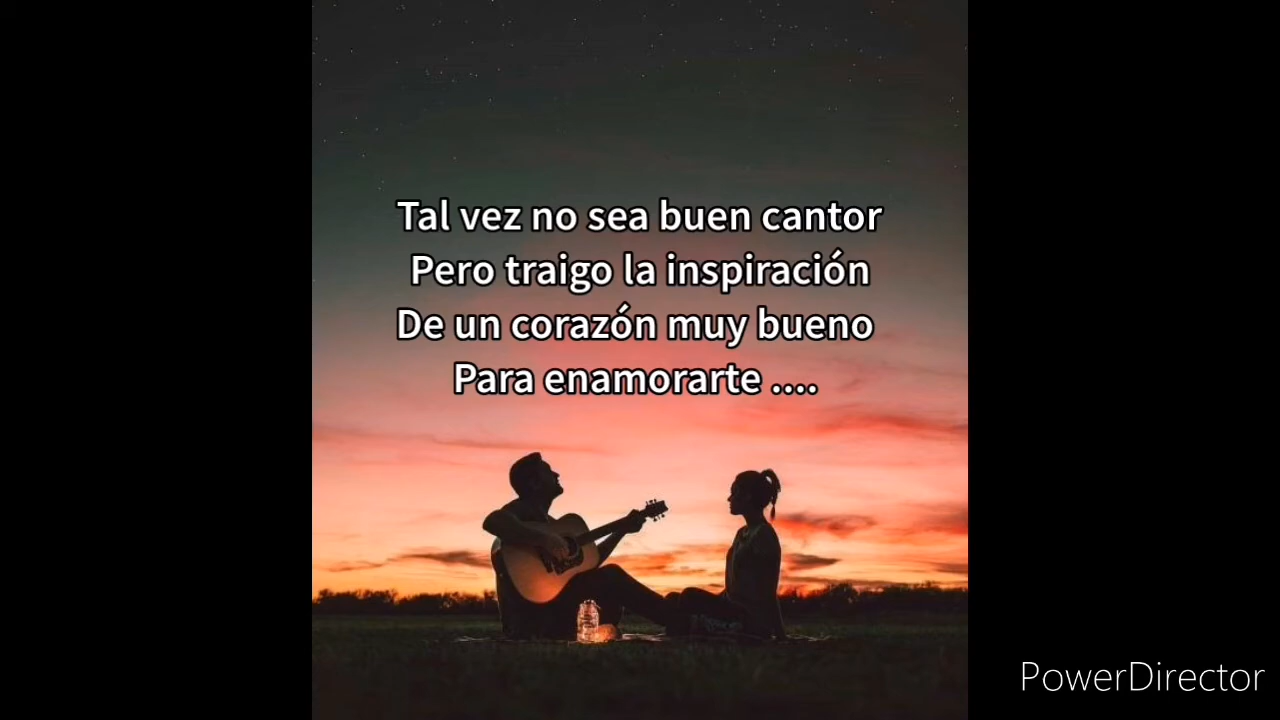 Tal vez no sea buen cantor
Pero traigo la inspiración
De un corazón muy bueno
Para enamorarte ....
PowerDirector